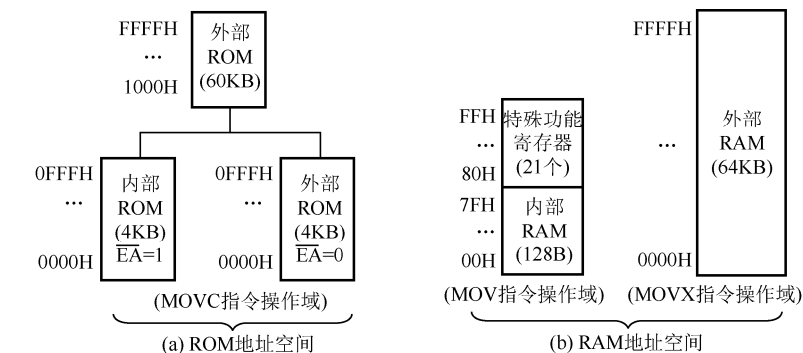 FFFFH
…
1000H
外部
ROM
(60KB)
0FFFH
…
0000H
内部
ROM
(4KB)
E̅A̅=1
0FFFH
…
0000H
外部
ROM
(4KB)
E̅A̅=0
(MOVC指令操作域)
(a) ROM地址空间
FFH
…
80H
特殊功能
寄存器
(21个)
7FH
…
00H
内部
RAM
(128B)
(MOV指令操作域)
FFFFH
…
0000H
外部
RAM
(64KB)
(MOVX指令操作域)
(b) RAM地址空间